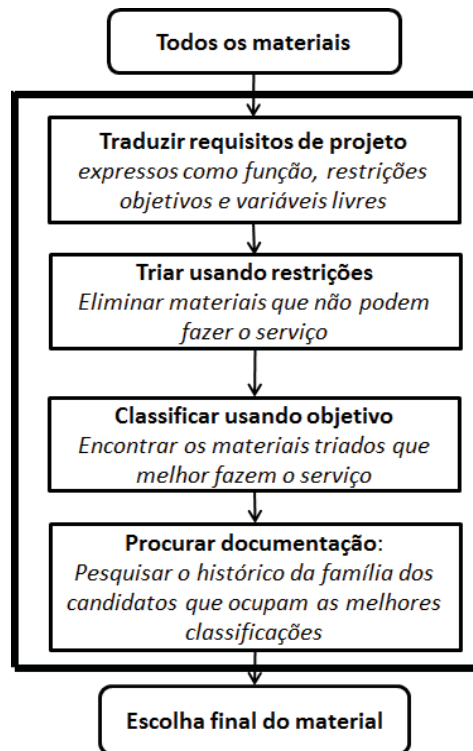 Todos os materiais
Traduzir requisitos de projeto
expressos como função, restrições
objetivos e variáveis livres
Triar usando restrições
Eliminar materiais que não podem
fazer o serviço
Classificar usando objetivo
Encontrar os materiais triados que
melhor fazem o serviço
Procurar documentação:
Pesquisar o histórico da família dos
candidatos que ocupam as melhores
classificações
Escolha final do material